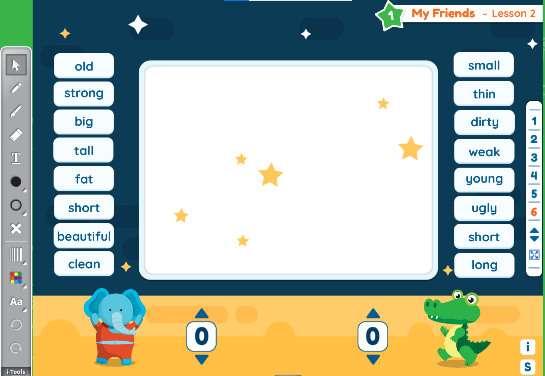 1 My Friends - Lesson 2
old
strong
big
tall
fat
short
beautiful
clean
small
thin
dirty
weak
young
ugly
short
long
1
2
3
4
5
6
T
Aa
i-Tools
0
0
i
S